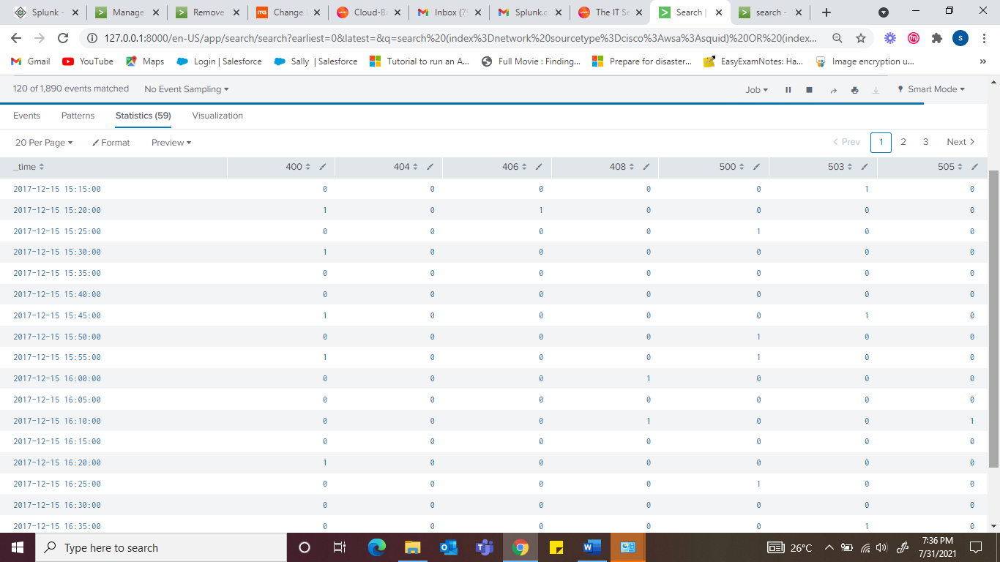 Splunk -
Manage
Remove
ITG Change
Cloud-Ba
Inbox (75
Splunk.c
The IT Se
Search |
search -
127.0.0.1:8000/en-US/app/search/search?earliest=0&latest=&q=search%20(index%3Dnetwork%20sourcetype%3Dcisco%3Awsa%3Asquid)%20OR%20(index...
S
Gmail YouTube Maps Login | Salesforce Sally | Salesforce Tutorial to run an A... Full Movie : Finding... Prepare for disaster... EasyExamNotes: Ha... Image encryption u... »
120 of 1,890 events matched No Event Sampling Job Smart Mode
Events Patterns Statistics (59) Visualization
20 Per Page Format Preview < Prev 1 2 3 Next >
_time 400 404 406 408 500 503 505
2017-12-15 15:15:00 0 0 0 0 0 1 0
2017-12-15 15:20:00 1 0 1 0 0 0 0
2017-12-15 15:25:00 0 0 0 0 1 0 0
2017-12-15 15:30:00 1 0 0 0 0 0 0
2017-12-15 15:35:00 0 0 0 0 0 0 0
2017-12-15 15:40:00 0 0 0 0 0 0 0
2017-12-15 15:45:00 1 0 0 0 0 1 0
2017-12-15 15:50:00 0 0 0 0 1 0 0
2017-12-15 15:55:00 1 0 0 0 1 0 0
2017-12-15 16:00:00 0 0 0 1 0 0 0
2017-12-15 16:05:00 0 0 0 0 0 0 0
2017-12-15 16:10:00 0 0 0 1 0 0 1
2017-12-15 16:15:00 0 0 0 0 0 0 0
2017-12-15 16:20:00 1 0 0 0 0 0 0
2017-12-15 16:25:00 0 0 0 0 1 0 0
2017-12-15 16:30:00 0 0 0 0 0 0 0
2017-12-15 16:35:00 0 0 0 0 0 1 0
Type here to search
26°C
7:36 PM
7/31/2021